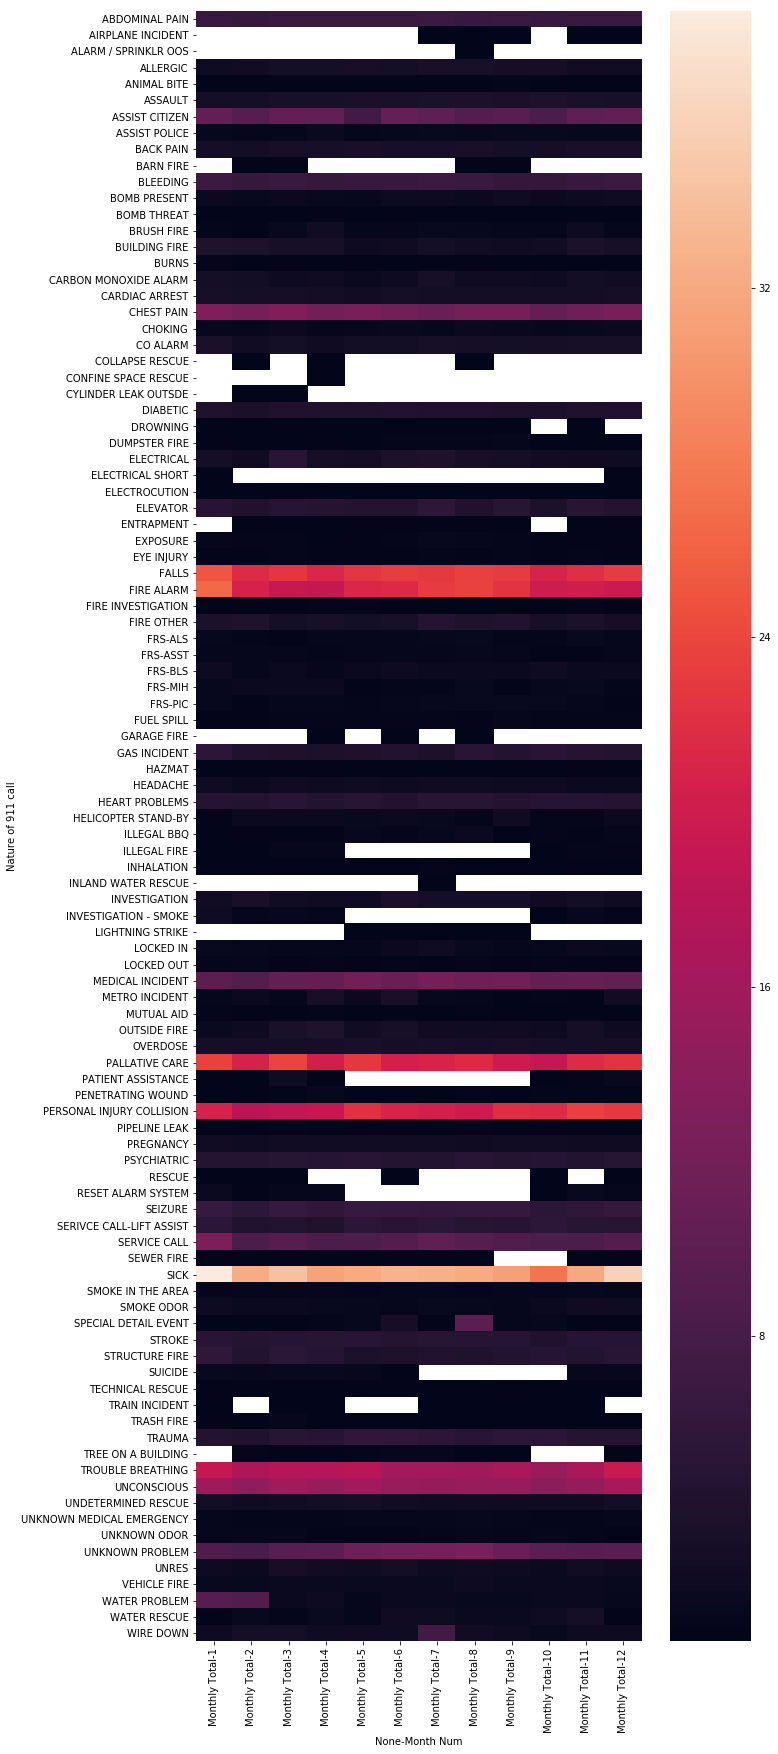 ABDOMINAL PAIN
AIRPLANE INCIDENT
ALARM / SPRINKLR OOS
ALLERGIC
ANIMAL BITE
ASSAULT
ASSIST CITIZEN
ASSIST POLICE
BACK PAIN
BARN FIRE
BLEEDING
BOMB PRESENT
BOMB THREAT
BRUSH FIRE
BUILDING FIRE
BURNS
CARBON MONOXIDE ALARM
CARDIAC ARREST
CHEST PAIN
CHOKING
CO ALARM
COLLAPSE RESCUE
CONFINE SPACE RESCUE
CYLINDER LEAK OUTSDE
DIABETIC
DROWNING
DUMPSTER FIRE
ELECTRICAL
ELECTRICAL SHORT
ELECTROCUTION
ELEVATOR
ENTRAPMENT
EXPOSURE
EYE INJURY
FALLS
FIRE ALARM
FIRE INVESTIGATION
FIRE OTHER
FRS-ALS
FRS-ASST
FRS-BLS
FRS-MIH
FRS-PIC
FUEL SPILL
GARAGE FIRE
GAS INCIDENT
HAZMAT
HEADACHE
HEART PROBLEMS
HELICOPTER STAND-BY
ILLEGAL BBQ
ILLEGAL FIRE
INHALATION
INLAND WATER RESCUE
INVESTIGATION
INVESTIGATION - SMOKE
LIGHTNING STRIKE
LOCKED IN
LOCKED OUT
MEDICAL INCIDENT
METRO INCIDENT
MUTUAL AID
OUTSIDE FIRE
OVERDOSE
PALLATIVE CARE
PATIENT ASSISTANCE
PENETRATING WOUND
PERSONAL INJURY COLLISION
PIPELINE LEAK
PREGNANCY
PSYCHIATRIC
RESCUE
RESET ALARM SYSTEM
SEIZURE
SERIVCE CALL-LIFT ASSIST
SERVICE CALL
SEWER FIRE
SICK
SMOKE IN THE AREA
SMOKE ODOR
SPECIAL DETAIL EVENT
STROKE
STRUCTURE FIRE
SUICIDE
TECHNICAL RESCUE
TRAIN INCIDENT
TRASH FIRE
TRAUMA
TREE ON A BUILDING
TROUBLE BREATHING
UNCONSCIOUS
UNDETERMINED RESCUE
UNKNOWN MEDICAL EMERGENCY
UNKNOWN ODOR
UNKNOWN PROBLEM
UNRES
VEHICLE FIRE
WATER PROBLEM
WATER RESCUE
WIRE DOWN
Nature of 911 call
Monthly Total-1
Monthly Total-2
Monthly Total-3
Monthly Total-4
Monthly Total-5
Monthly Total-6
Monthly Total-7
Monthly Total-8
Monthly Total-9
Monthly Total-10
Monthly Total-11
Monthly Total-12
None-Month Num
32
24
16
8